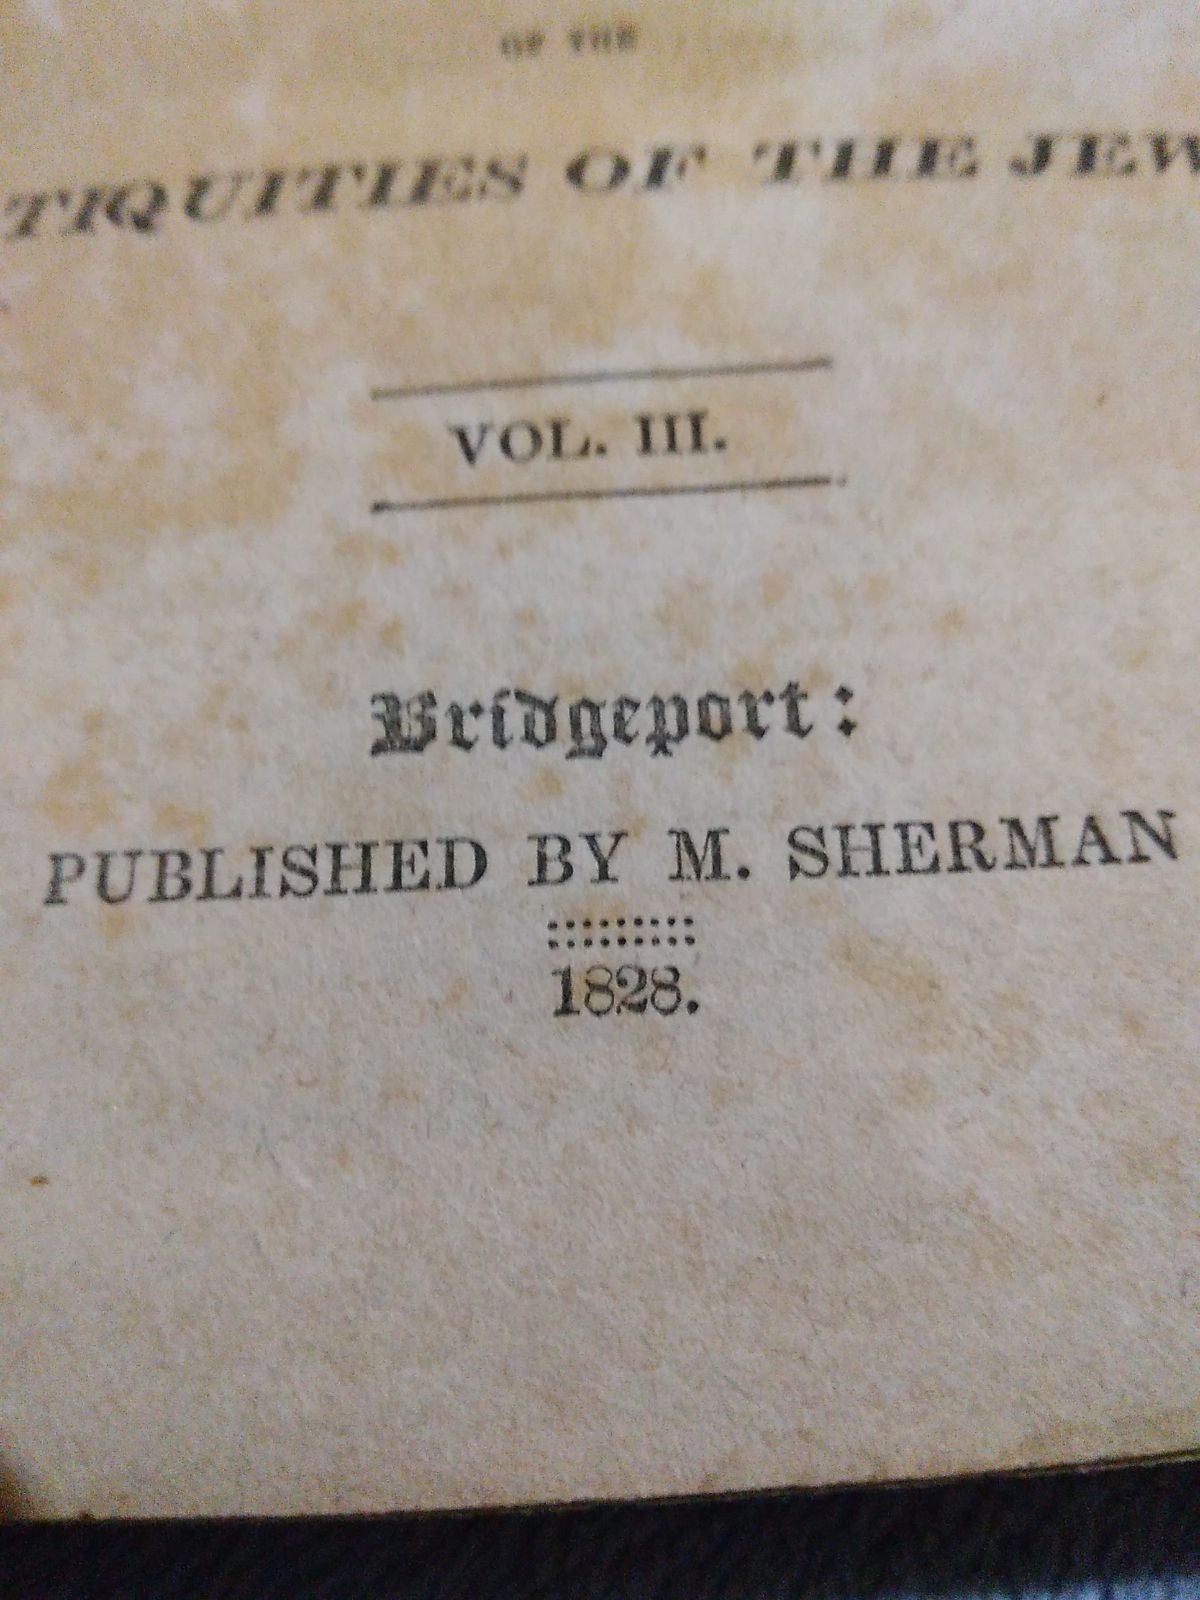 OF THE
TIQUITIES OF THE JEW
VOL. III.
Bridgeport:
PUBLISHED BY M. SHERMAN
1828.